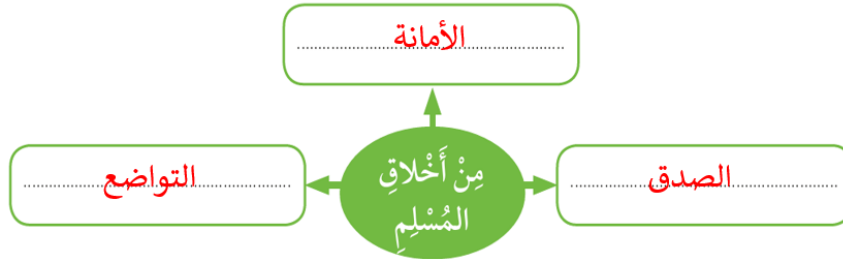 الأمانة
مِنْ أَخْلاقِ
المُسْلِمِ
الصدق
التواضع